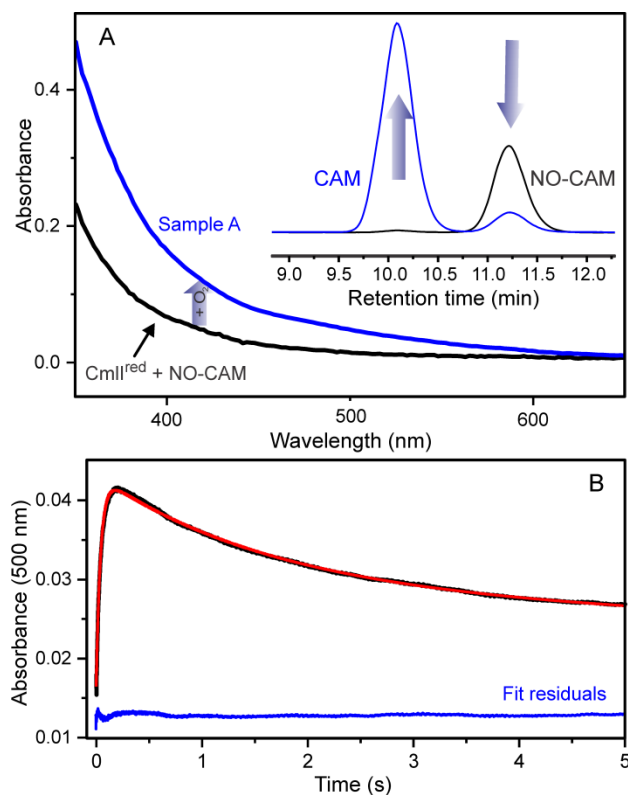 A
Absorbance
0.4
0.2
0.0
Sample A
+ O2
CmlI^red + NO-CAM
400
500
600
Wavelength (nm)
CAM
NO-CAM
9.0 9.5 10.0 10.5 11.0 11.5 12.0
Retention time (min)
B
Absorbance (500 nm)
0.04
0.03
0.02
0.01
Fit residuals
0 1 2 3 4 5
Time (s)